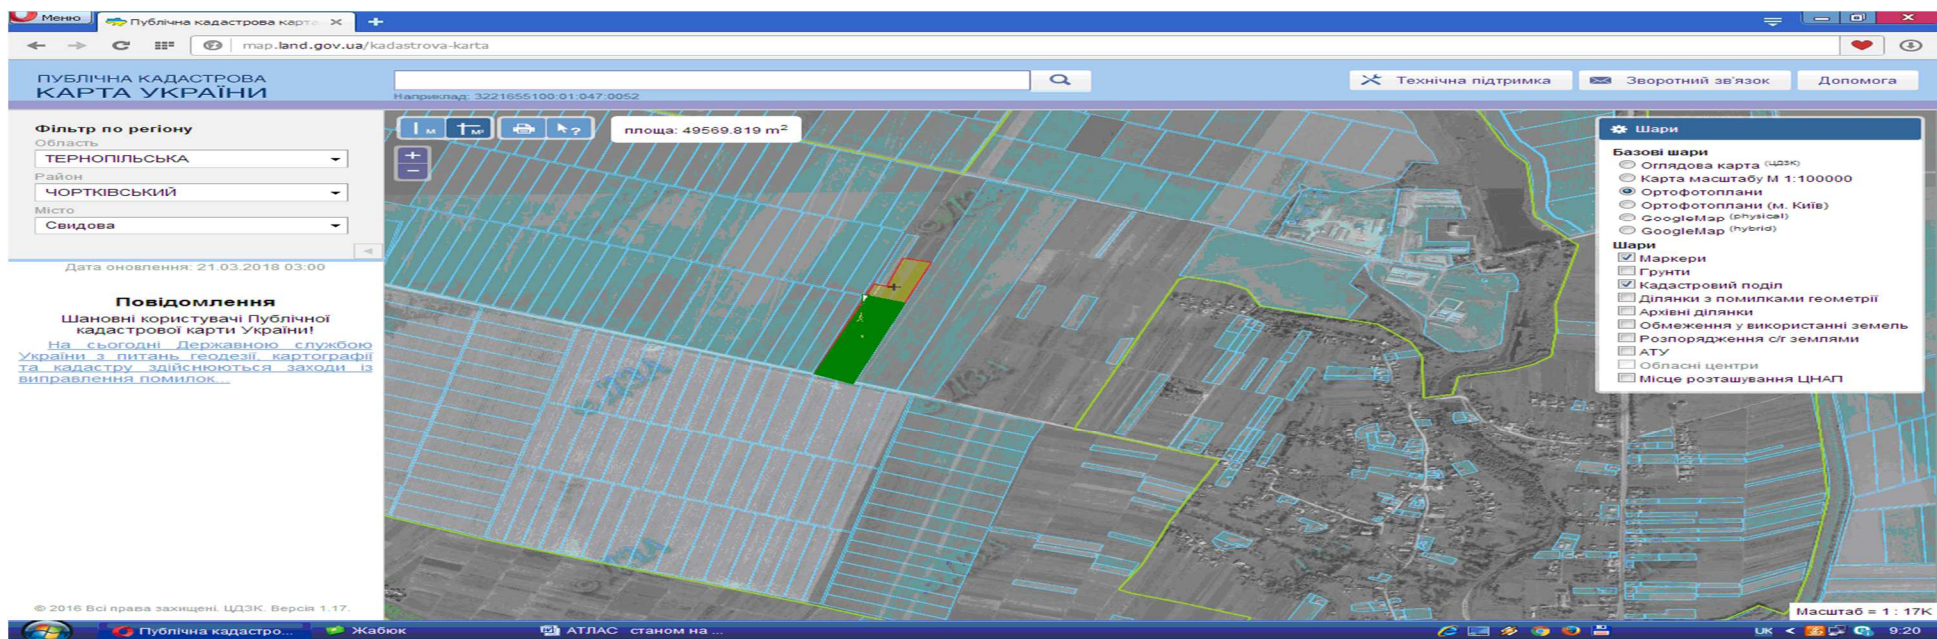 Меню
Публічна кадастрова карт
map.land.gov.ua/kadastrova-karta
ПУБЛІЧНА КАДАСТРОВА
КАРТА УКРАЇНИ
Наприклад: 3221655100:01:047:0052
Технічна підтримка
Зворотний зв'язок
Допомога
Фільтр по регіону
Область
ТЕРНОПІЛЬСЬКА
Район
ЧОРТКІВСЬКИЙ
Місто
Свидова
Дата оновлення: 21.03.2018 03:00
Повідомлення
Шановні користувачі Публічної
кадастрової карти України!
На сьогодні Державною службою
України з питань геодезії, картографії
та кадастру здійснюються заходи із
виправлення помилок...
© 2016 Всі права захищені. ЦДЗК. Версія 1.17.
м
м²
площа: 49569.819 m²
Шари
Базові шари
Оглядова карта (ЦДЗК)
Карта масштабу М 1:100000
Ортофотоплани
Ортофотоплани (м. Київ)
GoogleMap (physical)
GoogleMap (hybrid)
Шари
Маркери
Грунти
Кадастровий поділ
Ділянки з помилками геометрії
Архівні ділянки
Обмеження у використанні земель
Розпорядження с/г землями
АТУ
Обласні центри
Місце розташування ЦНАП
Масштаб = 1 : 17K
Публічна кадастро...
Жабюк
АТЛАС станом на ...
UK
9:20